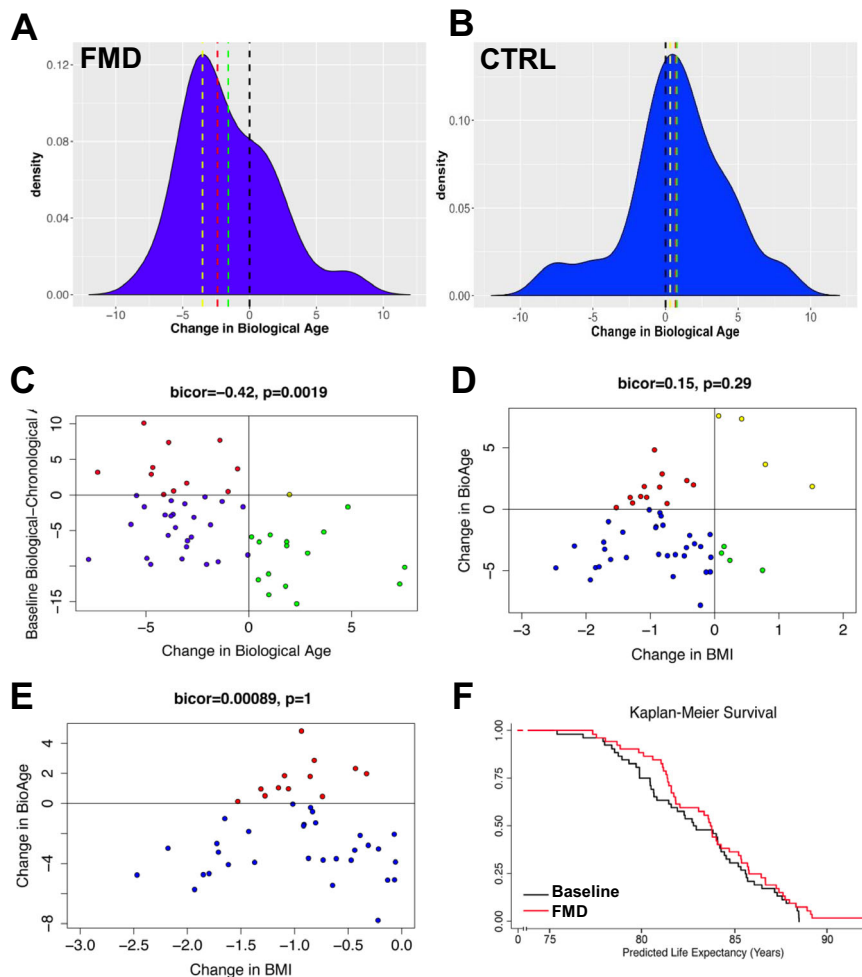 A
FMD
density
0.12
0.08
0.04
0.00
−10
−5
0
5
10
Change in Biological Age
B
CTRL
density
0.10
0.05
0.00
-10
-5
0
5
10
Change in Biological Age
C
bicor=−0.42, p=0.0019
Baseline Biological−Chronological
10
5
0
−5
−15
−5
0
5
Change in Biological Age
D
bicor=0.15, p=0.29
Change in BioAge
5
0
−5
−3
−2
−1
0
1
2
Change in BMI
E
bicor=0.00089, p=1
Change in BioAge
4
2
0
−4
−8
−3.0
−2.5
−2.0
−1.5
−1.0
−0.5
0.0
Change in BMI
F
Kaplan-Meier Survival
1.00
0.75
0.50
0.25
0.00
Baseline
FMD
0
75
80
85
90
Predicted Life Expectancy (Years)